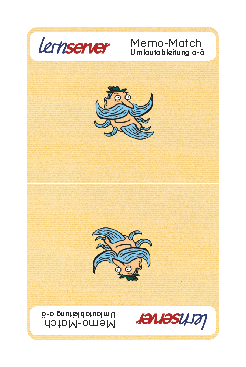 lernserver
Memo-Match
Umlautableitung a-ä
lernserver
Memo-Match
Umlautableitung a-ä